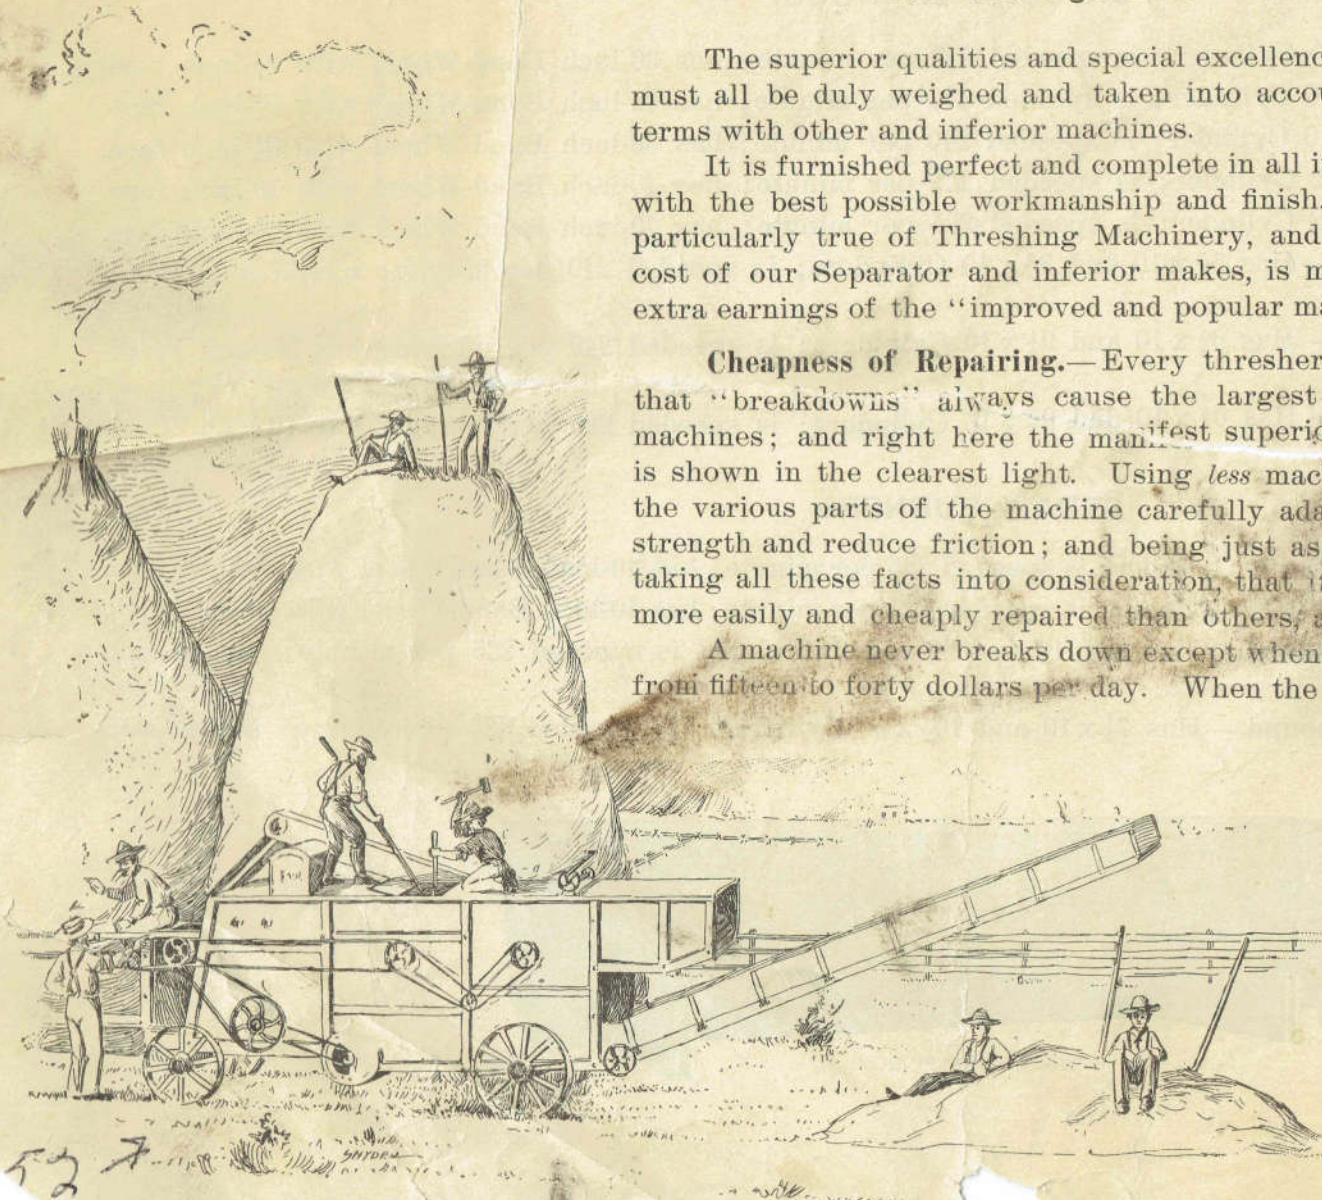 The superior qualities and special excellenc
must all be duly weighed and taken into accou
terms with other and inferior machines.
It is furnished perfect and complete in all i
with the best possible workmanship and finish.
particularly true of Threshing Machinery, and
cost of our Separator and inferior makes, is m
extra earnings of the “improved and popular ma
Cheapness of Repairing.—Every thresher
that “breakdowns” always cause the largest
machines; and right here the manifest superio
is shown in the clearest light. Using less mac
the various parts of the machine carefully ada
strength and reduce friction; and being just as
taking all these facts into consideration, that i
more easily and cheaply repaired than others, a
A machine never breaks down except when
from fifteen to forty dollars per day. When the
52